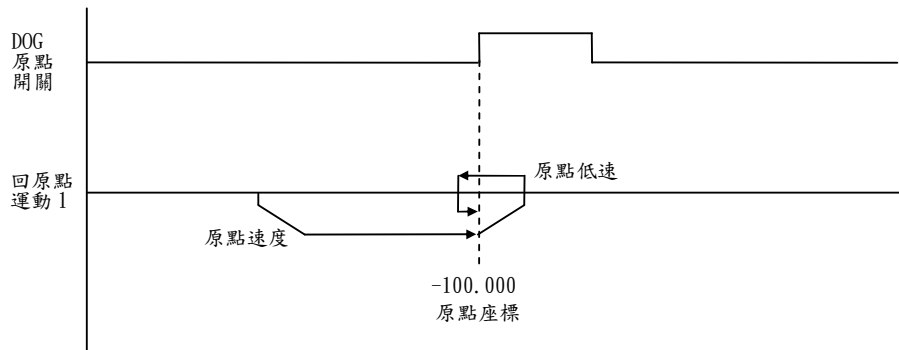 DOG
原點
開關
回原點
運動1
原點低速
原點速度
-100.000
原點座標